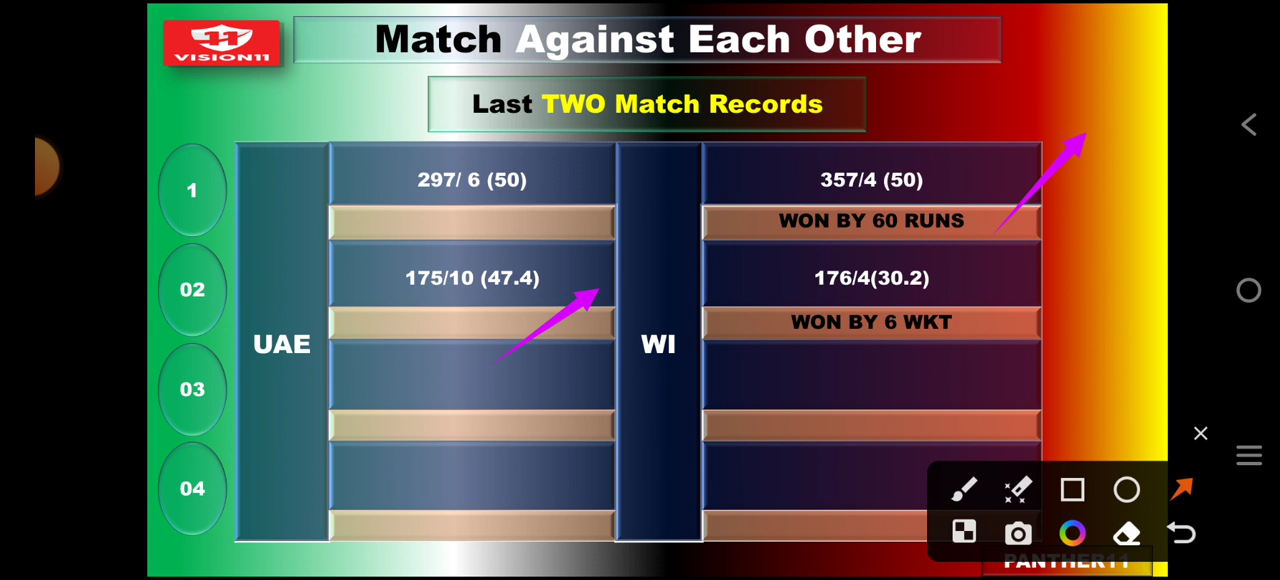 VISION11
Match Against Each Other
Last TWO Match Records
1
297/ 6 (50)
357/4 (50)
WON BY 60 RUNS
02
175/10 (47.4)
176/4(30.2)
WON BY 6 WKT
UAE
WI
03
04
PANTHER11